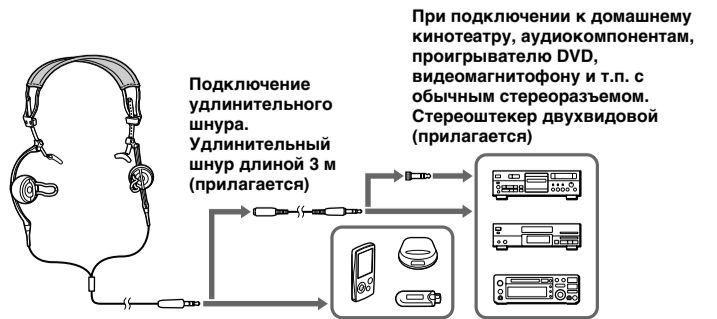 При подключении к домашнему
кинотеатру, аудиокомпонентам,
проигрывателю DVD,
видеомагнитофону и т.п. с
обычным стереоразъемом.
Стереоштекер двухвидовой
(прилагается)
Подключение
удлинительного
шнура.
Удлинительный
шнур длиной 3 м
(прилагается)